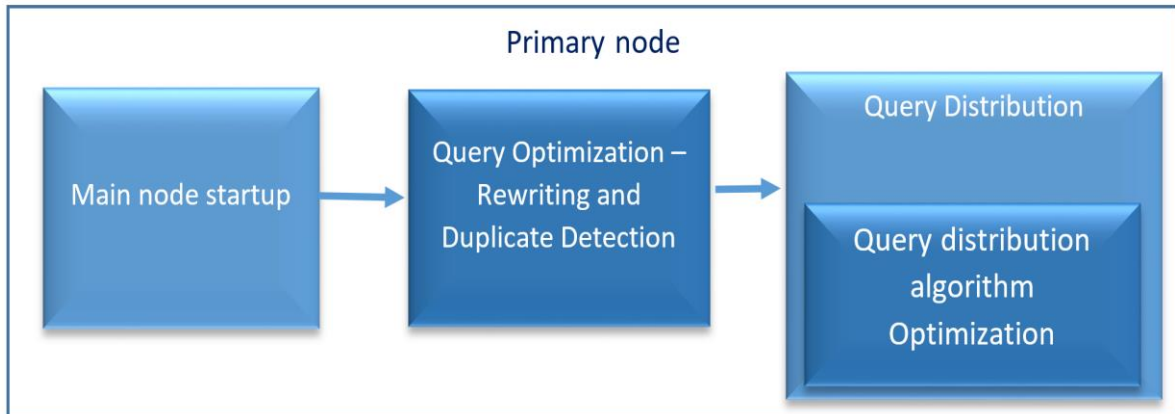 Primary node
Main node startup
Query Optimization –
Rewriting and
Duplicate Detection
Query Distribution
Query distribution
algorithm
Optimization